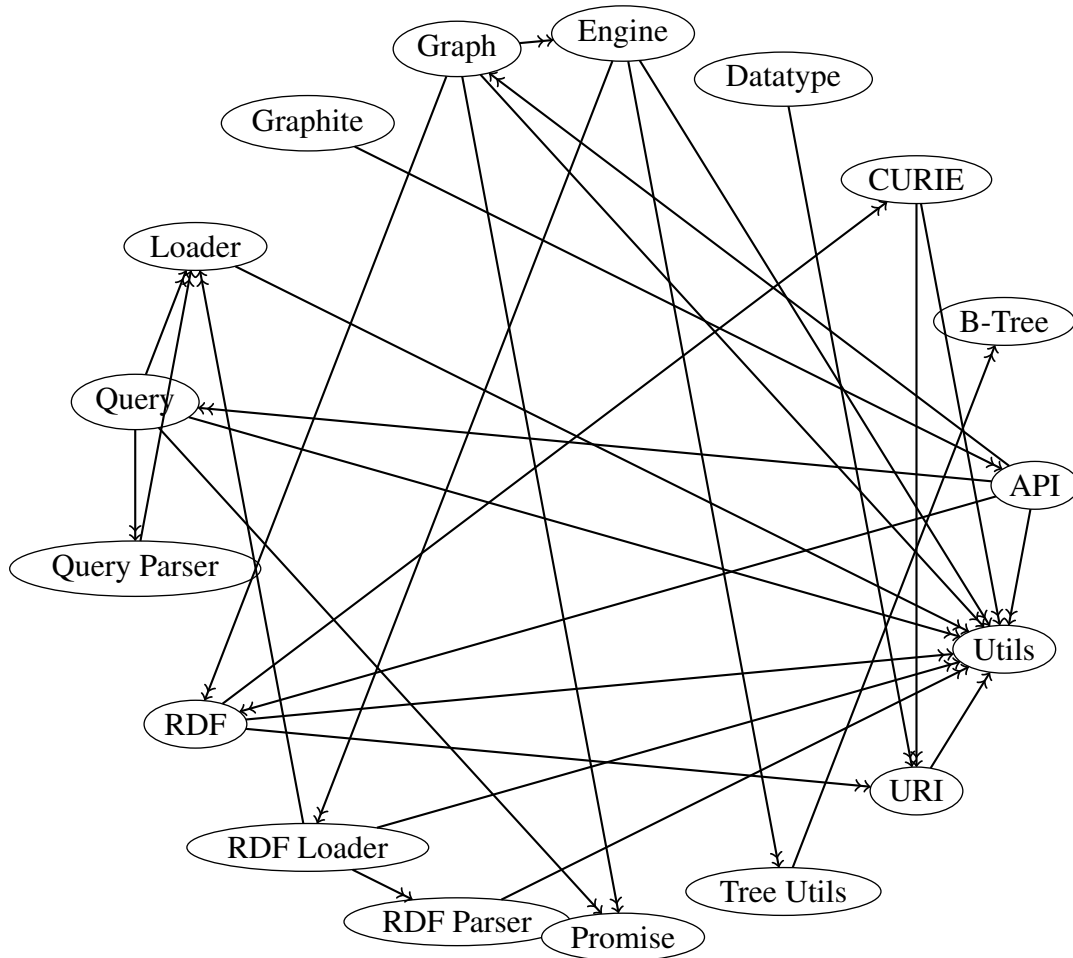 Engine
Graph
Datatype
Graphite
CURIE
Loader
B-Tree
Query
API
Query Parser
Utils
RDF
URI
RDF Loader
Tree Utils
RDF Parser
Promise